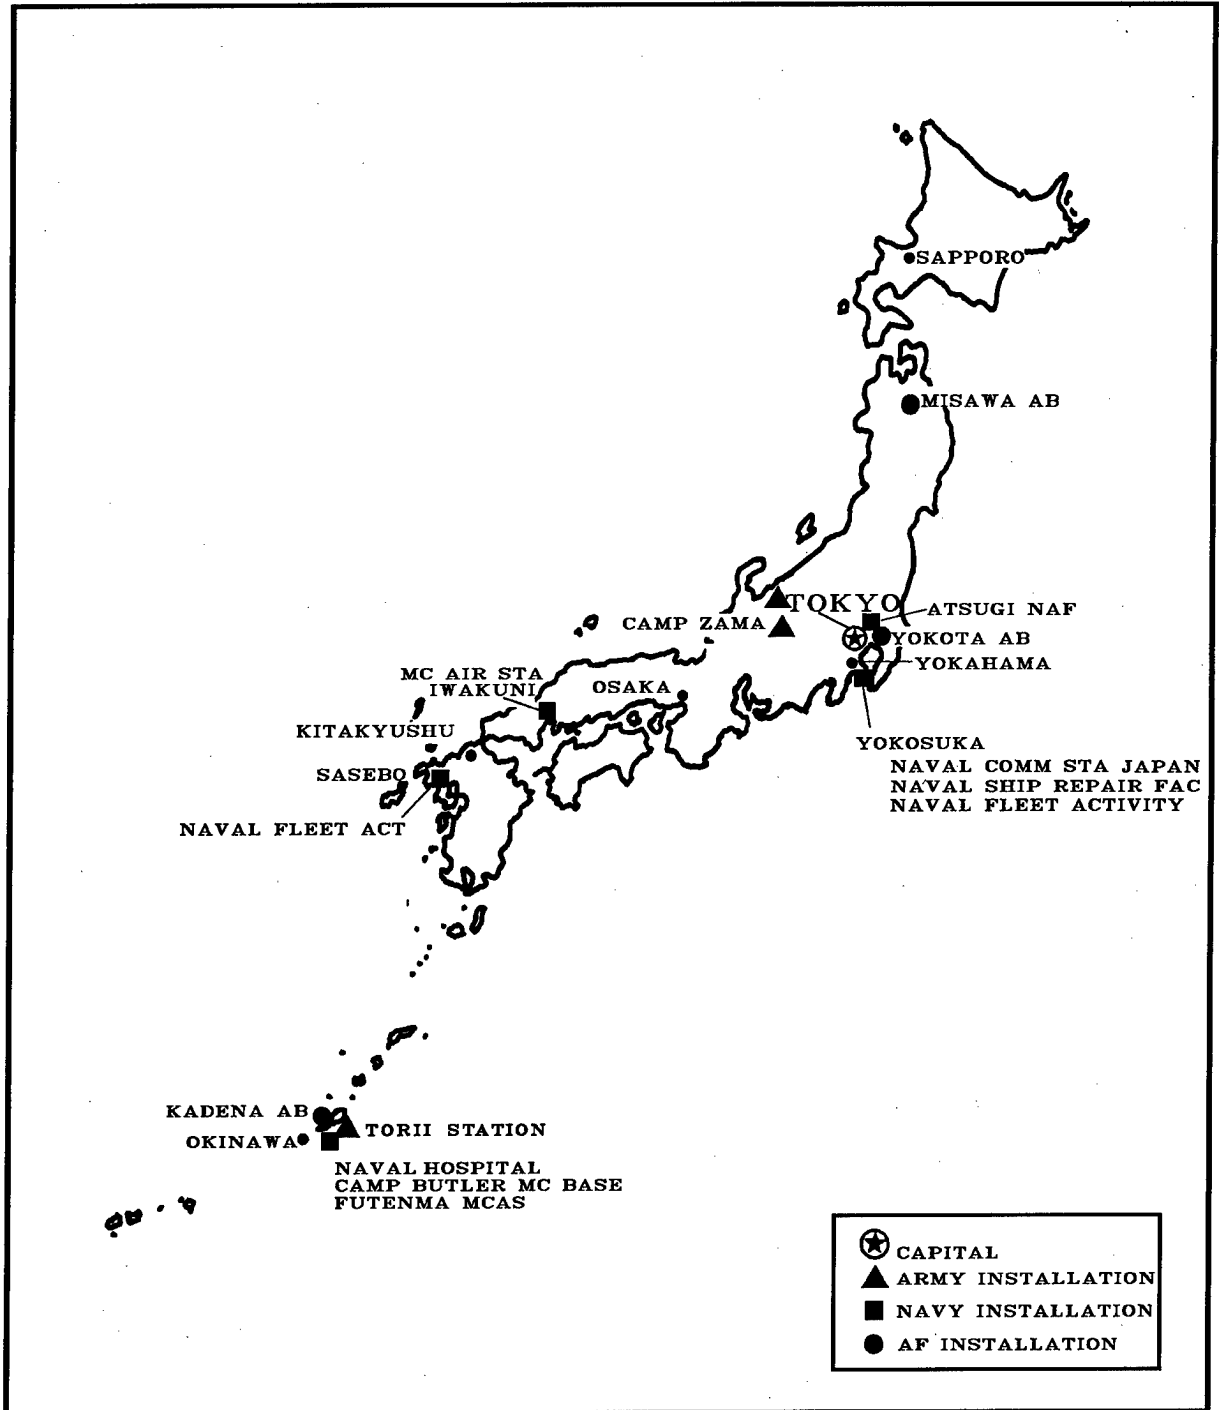 SAPPORO
MISAWA AB
TOKYO
ATSUGI NAF
CAMP ZAMA
YOKOTA AB
YOKAHAMA
MC AIR STA
IWAKUNI
OSAKA
KITAKYUSHU
YOKOSUKA
NAVAL COMM STA JAPAN
NAVAL SHIP REPAIR FAC
NAVAL FLEET ACTIVITY
SASEBO
NAVAL FLEET ACT
KADENA AB
TORII STATION
OKINAWA
NAVAL HOSPITAL
CAMP BUTLER MC BASE
FUTENMA MCAS
CAPITAL
ARMY INSTALLATION
NAVY INSTALLATION
AF INSTALLATION